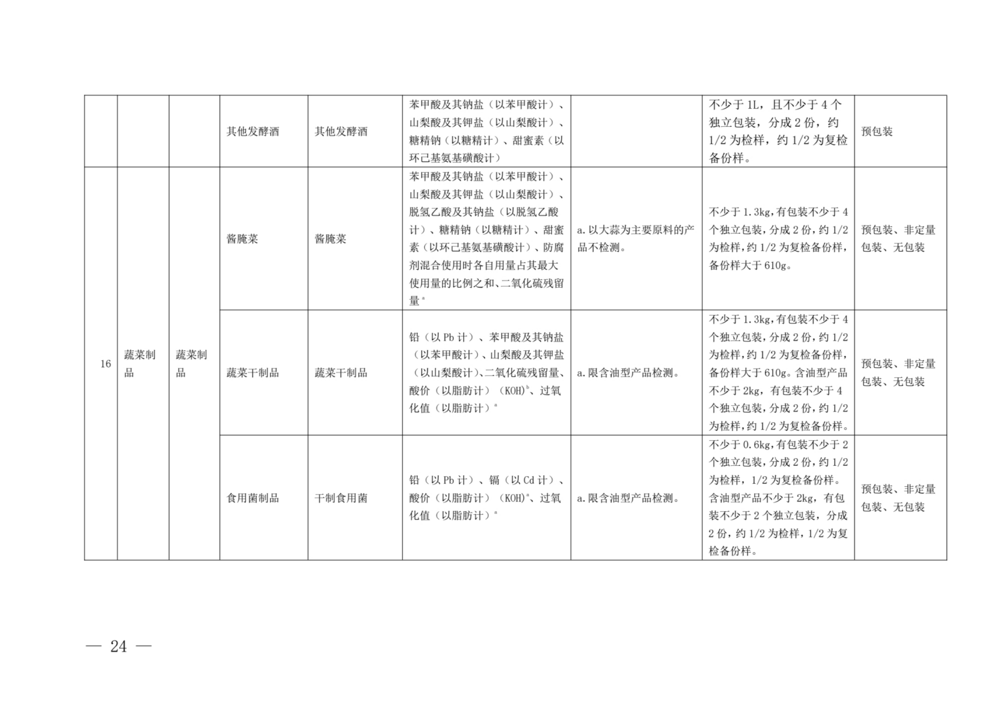 其他发酵酒
其他发酵酒
苯甲酸及其钠盐（以苯甲酸计）、
山梨酸及其钾盐（以山梨酸计）、
糖精钠（以糖精计）、甜蜜素（以
环己基氨基磺酸计）
不少于 1L，且不少于 4 个
独立包装，分成 2 份，约
1/2 为检样，约 1/2 为复检
备份样。
预包装
16
蔬菜制
品
蔬菜制
品
酱腌菜
酱腌菜
苯甲酸及其钠盐（以苯甲酸计）、
山梨酸及其钾盐（以山梨酸计）、
脱氢乙酸及其钠盐（以脱氢乙酸
计）、糖精钠（以糖精计）、甜蜜
素（以环己基氨基磺酸计）、防腐
剂混合使用时各自用量占其最大
使用量的比例之和、二氧化硫残留
量ᵃ
a.以大蒜为主要原料的产
品不检测。
不少于 1.3kg,有包装不少于 4
个独立包装,分成 2 份,约 1/2
为检样,约 1/2 为复检备份样,
备份样大于 610g。
预包装、非定量
包装、无包装
蔬菜干制品
蔬菜干制品
铅（以 Pb 计）、苯甲酸及其钠盐
（以苯甲酸计）、山梨酸及其钾盐
（以山梨酸计）、二氧化硫残留量、
酸价（以脂肪计）（KOH)ᵇ、过氧
化值（以脂肪计）ᵃ
a.限含油型产品检测。
不少于 1.3kg,有包装不少于 4
个独立包装,分成 2 份,约 1/2
为检样,约 1/2 为复检备份样,
备份样大于 610g。含油型产品
不少于 2kg，有包装不少于 4
个独立包装,分成 2 份,约 1/2
为检样,约 1/2 为复检备份样。
预包装、非定量
包装、无包装
食用菌制品
干制食用菌
铅（以 Pb 计）、镉（以 Cd 计）、
酸价（以脂肪计）（KOH)ᵃ、过氧
化值（以脂肪计）ᵃ
a.限含油型产品检测。
不少于 0.6kg,有包装不少于 2
个独立包装,分成 2 份,约 1/2
为检样，1/2 为复检备份样。
含油型产品不少于 2kg，有包
装不少于 2 个独立包装，分成
2 份,约 1/2 为检样，1/2 为复
检备份样。
预包装、非定量
包装、无包装
— 24 —